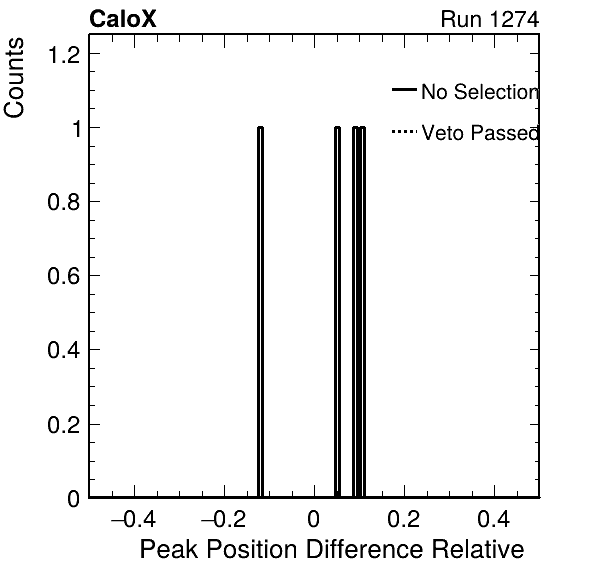 CaloX Run 1274
Counts
1.2
1
0.8
0.6
0.4
0.2
0
No Selection
Veto Passed
−0.4 −0.2 0 0.2 0.4
Peak Position Difference Relative